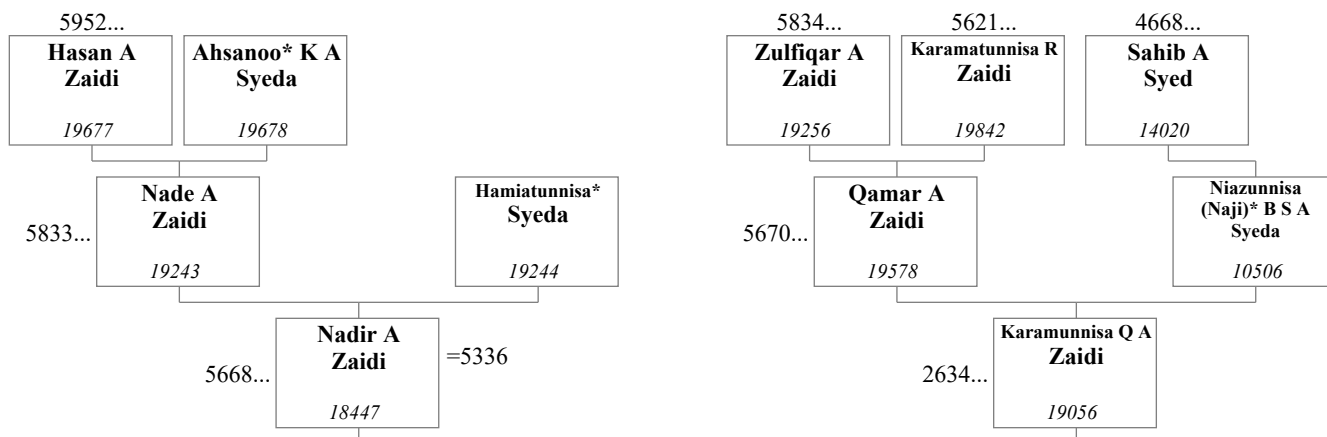 5952...
5834...
5621...
4668...
Hasan A
Zaidi
19677
Ahsanoo* K A
Syeda
19678
Zulfiqar A
Zaidi
19256
Karamatunnisa R
Zaidi
19842
Sahib A
Syed
14020
5833...
Nade A
Zaidi
19243
Hamiatunnisa*
Syeda
19244
5670...
Qamar A
Zaidi
19578
Niazunnisa
(Naji)* B S A
Syeda
10506
5668...
Nadir A
Zaidi
18447
=5336
2634...
Karamunnisa Q A
Zaidi
19056